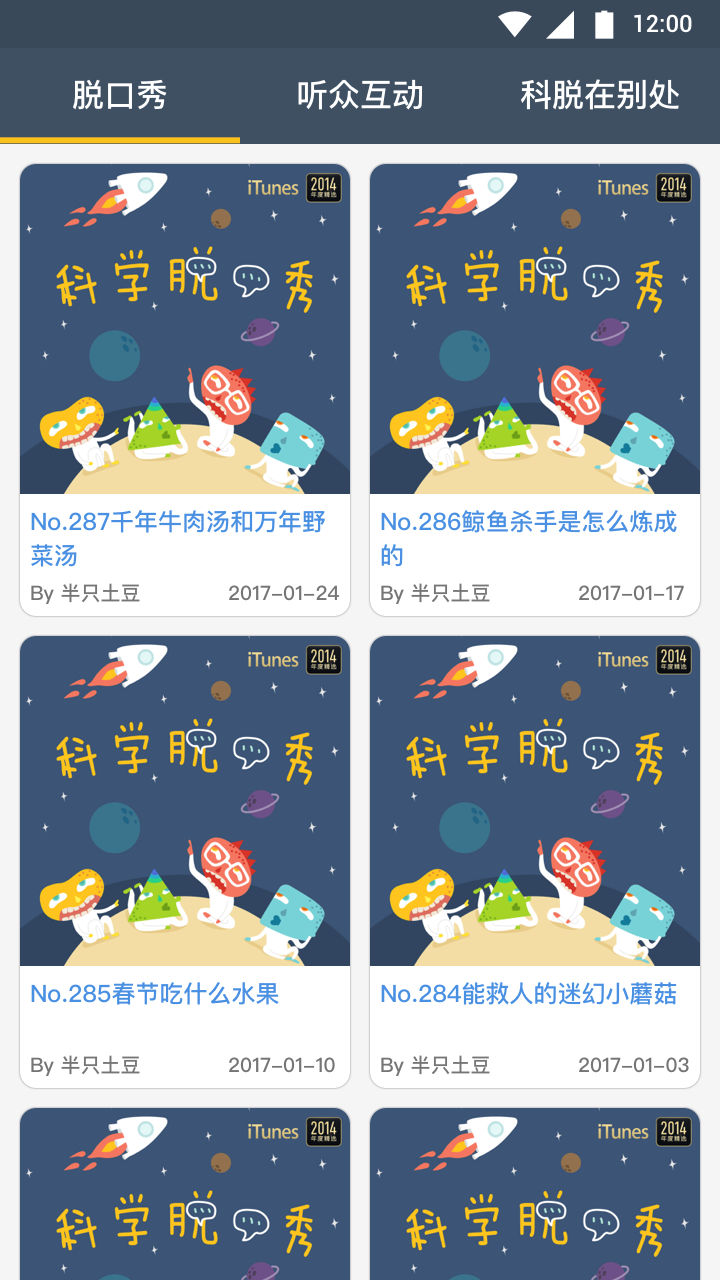 12:00
脱口秀 听众互动 科脱在别处
iTunes 2014 年度精选
科学脱口秀
No.287千年牛肉汤和万年野
菜汤
By 半只土豆 2017-01-24
iTunes 2014 年度精选
科学脱口秀
No.286鲸鱼杀手是怎么炼成
的
By 半只土豆 2017-01-17
iTunes 2014 年度精选
科学脱口秀
No.285春节吃什么水果
By 半只土豆 2017-01-10
iTunes 2014 年度精选
科学脱口秀
No.284能救人的迷幻小蘑菇
By 半只土豆 2017-01-03
iTunes 2014 年度精选
科学脱口秀
iTunes 2014 年度精选
科学脱口秀